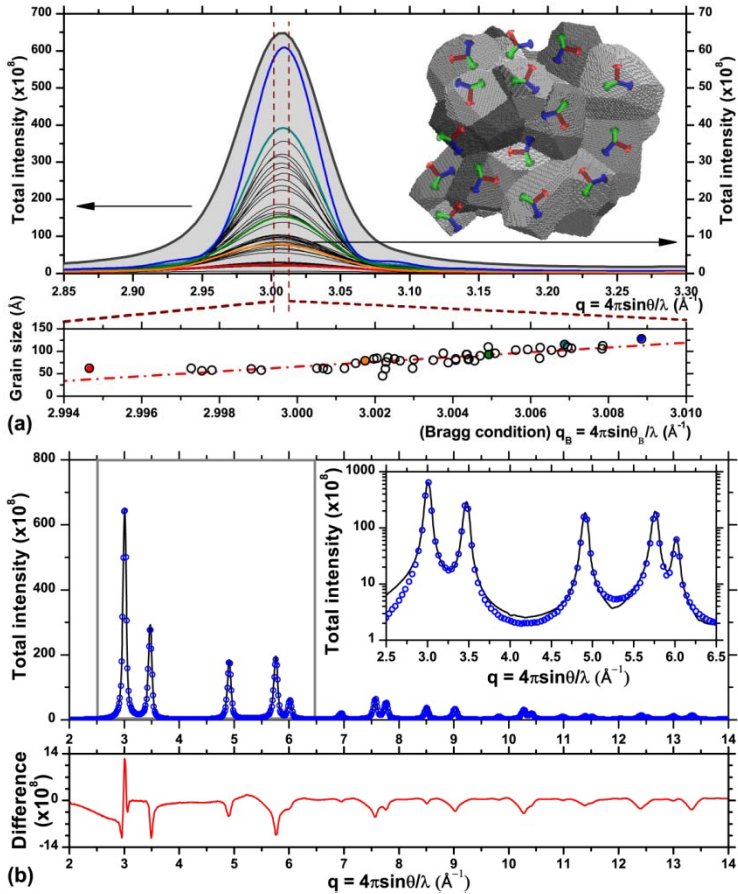 700
600
500
400
300
200
100
0
Total intensity (x10⁸)
70
60
50
40
30
20
10
0
Total intensity (x10⁸)
2.85 2.90 2.95 3.00 3.05 3.10 3.15 3.20 3.25 3.30
q = 4πsinθ/λ (Å⁻¹)
Grain size (Å)
150
100
50
0
2.994 2.996 2.998 3.000 3.002 3.004 3.006 3.008 3.010
(a)
(Bragg condition) q_B = 4πsinθ_B/λ (Å⁻¹)
Total intensity (x10⁸)
800
600
400
200
0
Total intensity (x10⁸)
1000
100
10
1
2.5 3.0 3.5 4.0 4.5 5.0 5.5 6.0 6.5
q = 4πsinθ/λ (Å⁻¹)
2 3 4 5 6 7 8 9 10 11 12 13 14
Difference (x10⁸)
14
0
-14
2 3 4 5 6 7 8 9 10 11 12 13 14
(b)
q = 4πsinθ/λ (Å⁻¹)